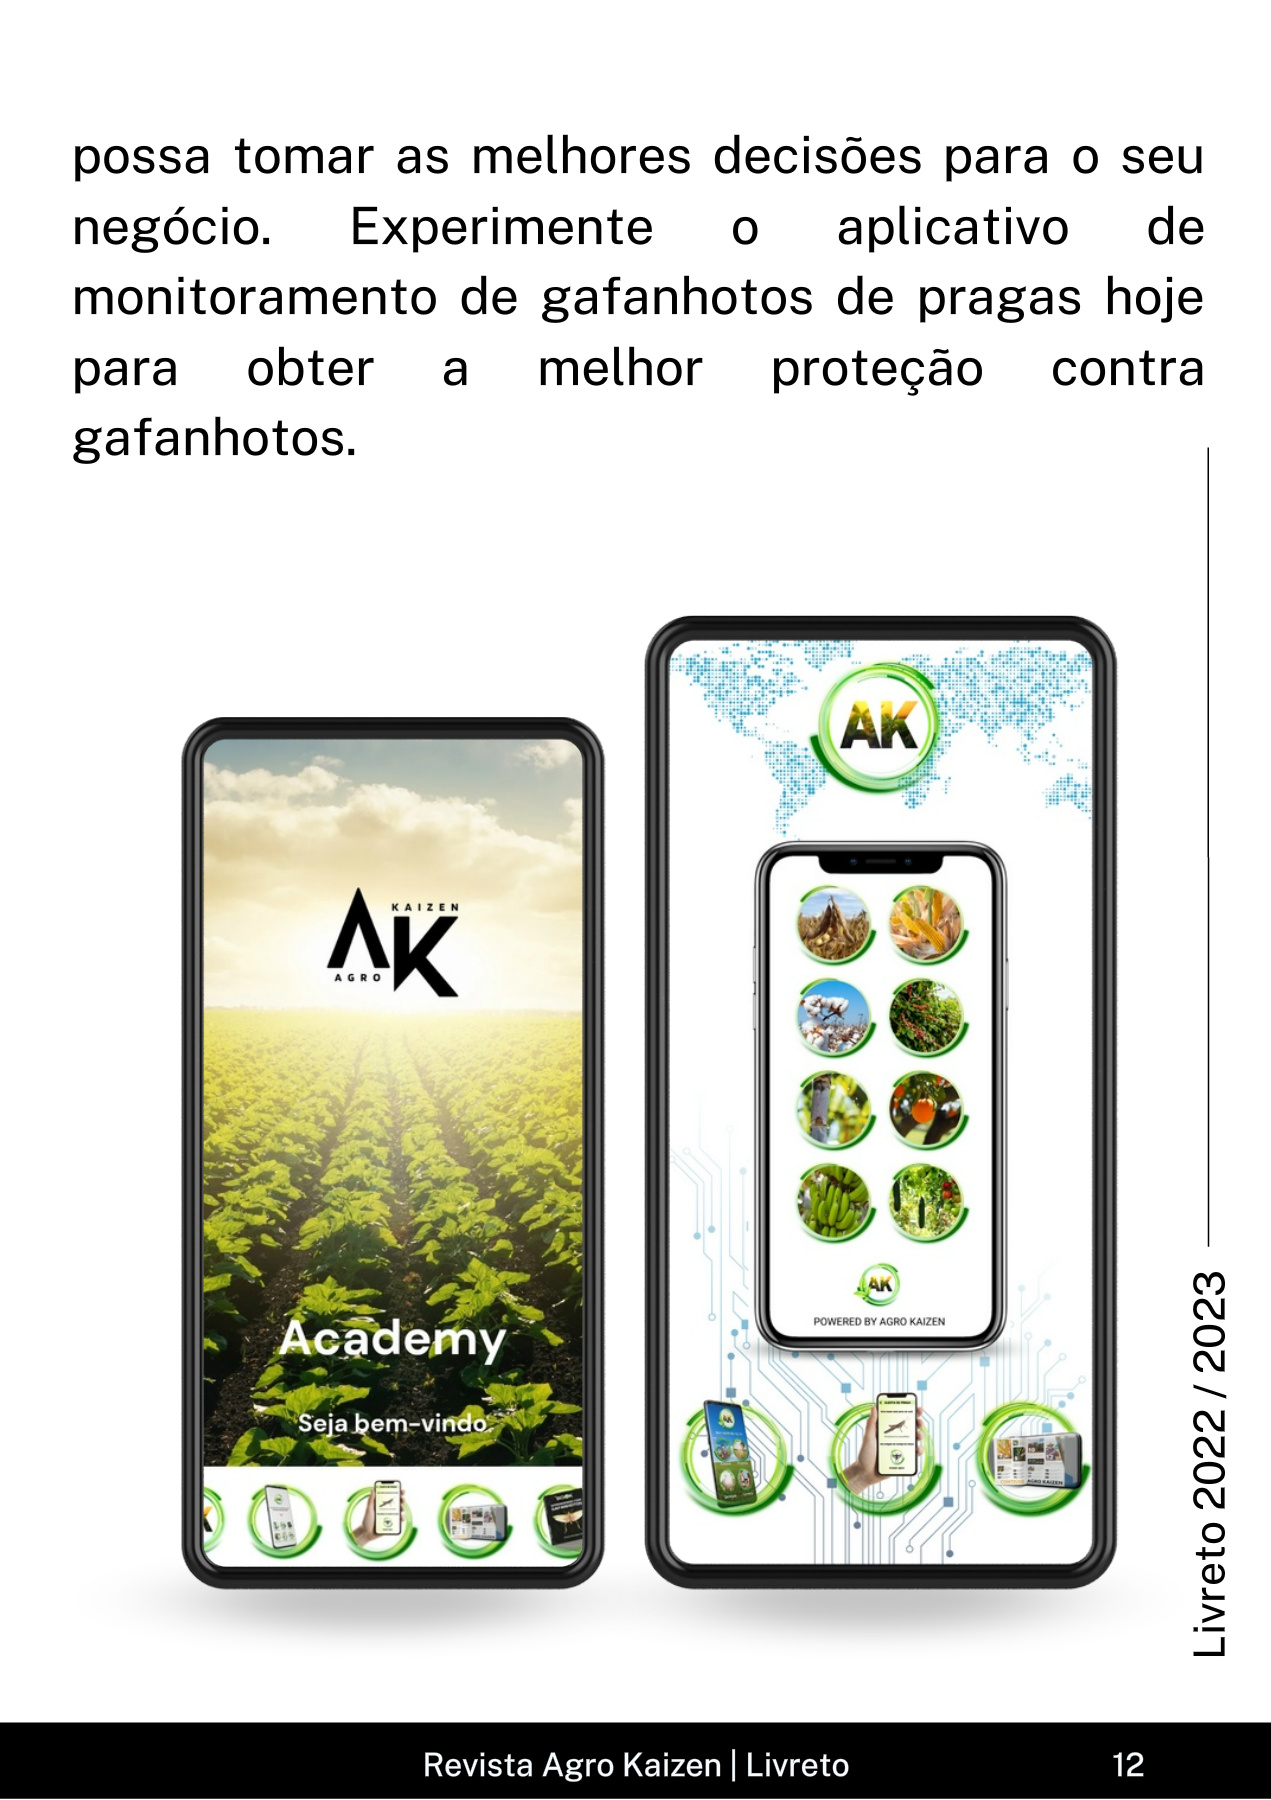 possa tomar as melhores decisões para o seu
negócio. Experimente o aplicativo de
monitoramento de gafanhotos de pragas hoje
para obter a melhor proteção contra
gafanhotos.
KAIZEN
AK
AGRO
Academy
Seja bem-vindo
AK
AK
POWERED BY AGRO KAIZEN
AGRO KAIZEN
Livreto 2022 / 2023
Revista Agro Kaizen | Livreto
12